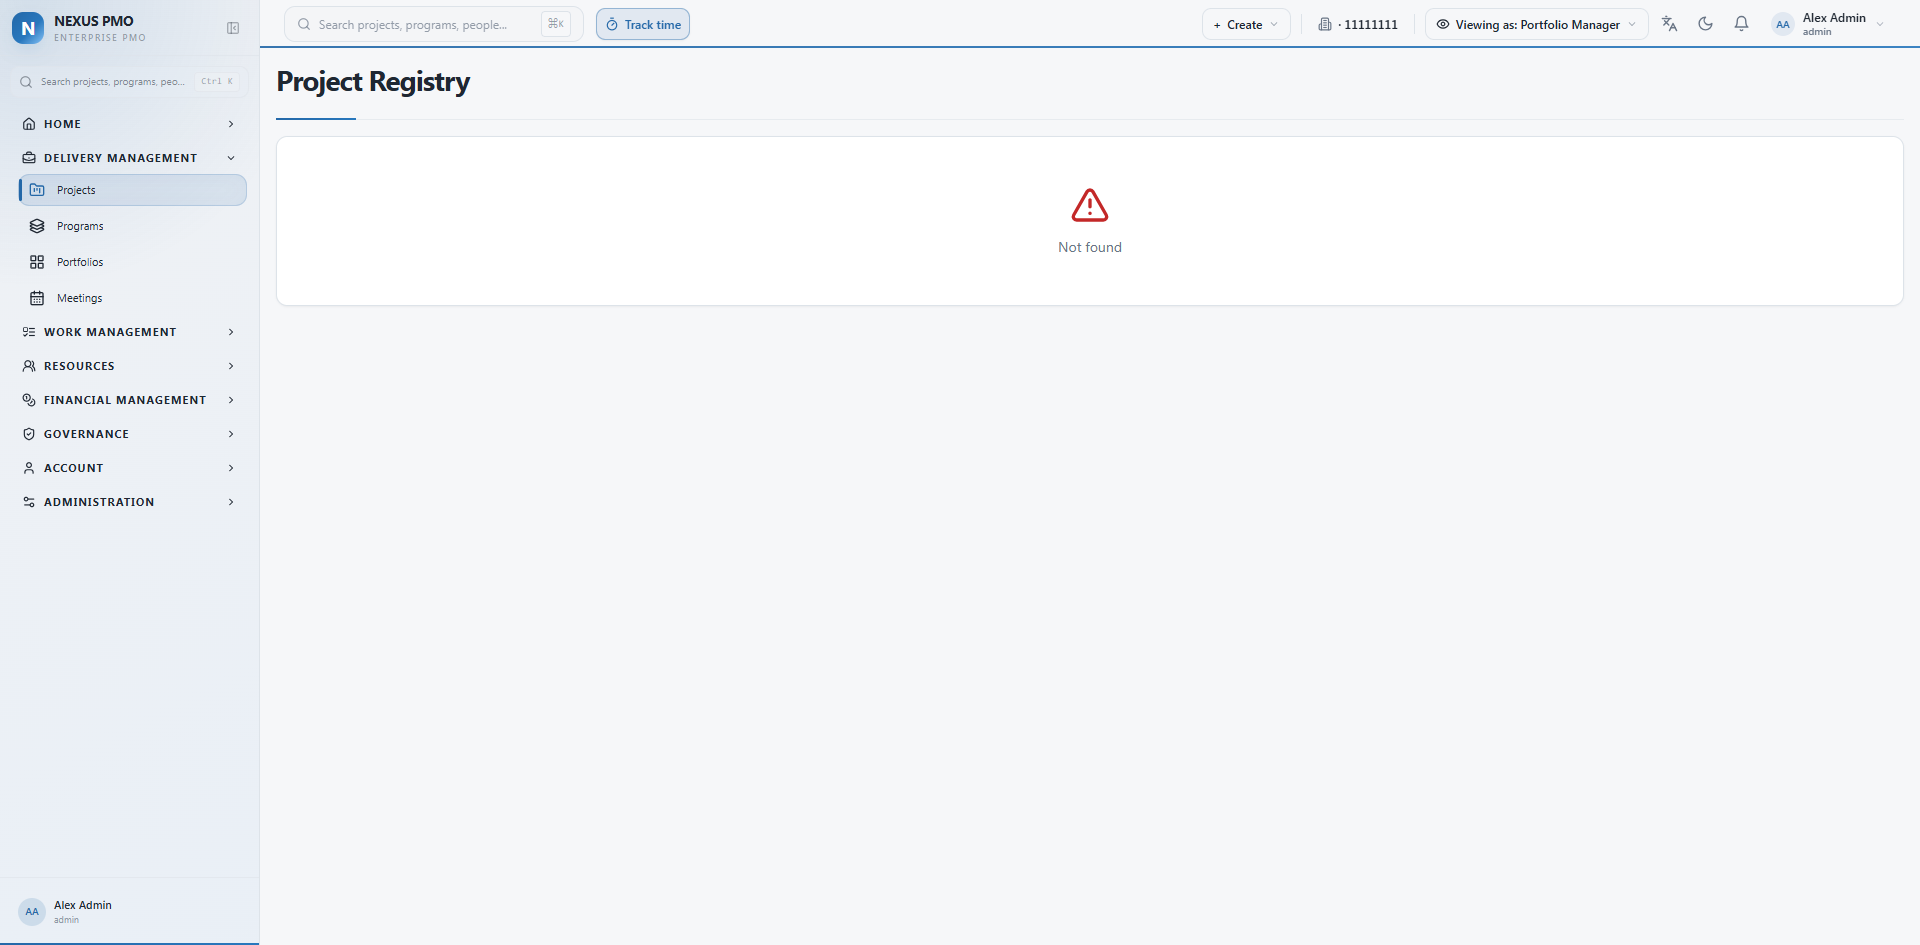 N
NEXUS PMO
ENTERPRISE PMO
Search projects, programs, peo... Ctrl K
HOME
DELIVERY MANAGEMENT
Projects
Programs
Portfolios
Meetings
WORK MANAGEMENT
RESOURCES
FINANCIAL MANAGEMENT
GOVERNANCE
ACCOUNT
ADMINISTRATION
AA Alex Admin
admin
Search projects, programs, people... ⌘K
Track time
+ Create
· 11111111
Viewing as: Portfolio Manager
AA Alex Admin
admin
Project Registry
Not found